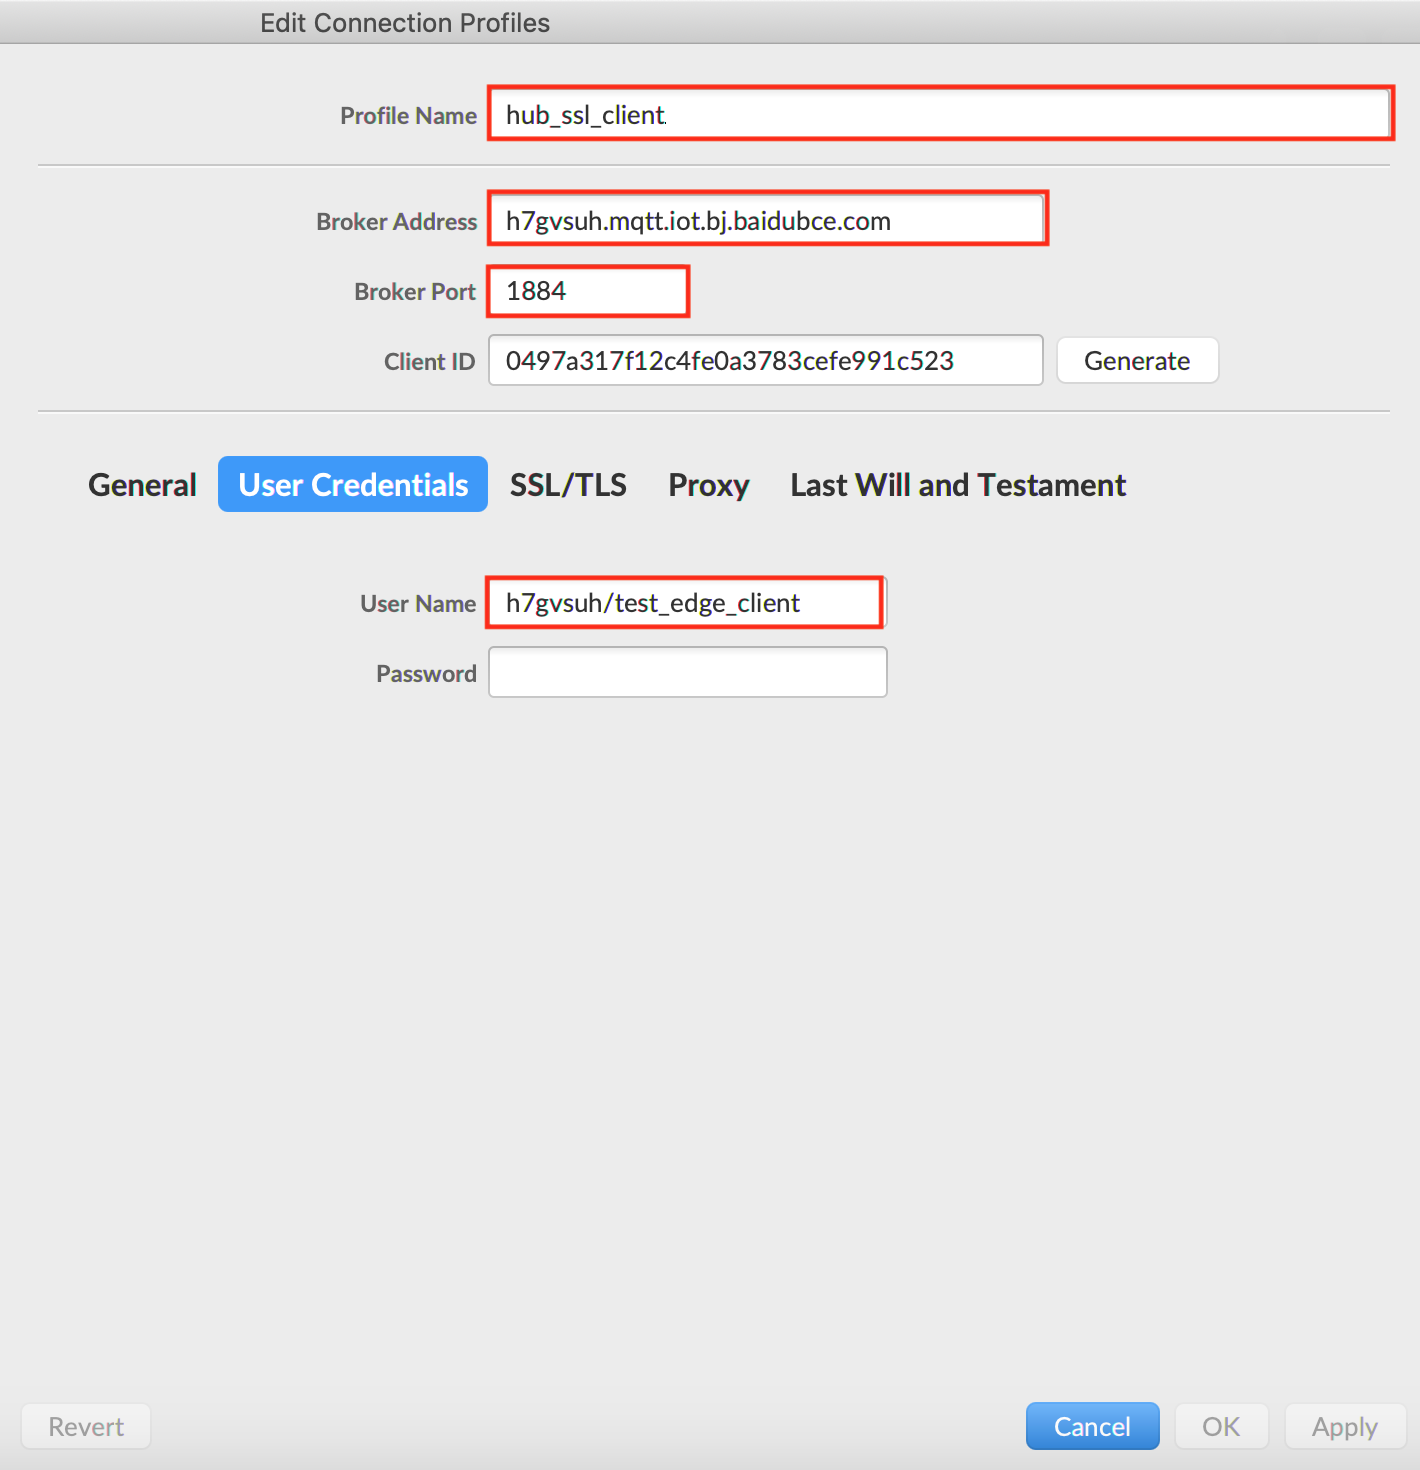 Edit Connection Profiles
Profile Name hub_ssl_client
Broker Address h7gvsuh.mqtt.iot.bj.baidubce.com
Broker Port 1884
Client ID 0497a317f12c4fe0a3783cefe991c523 Generate
General User Credentials SSL/TLS Proxy Last Will and Testament
User Name h7gvsuh/test_edge_client
Password
Revert Cancel OK Apply